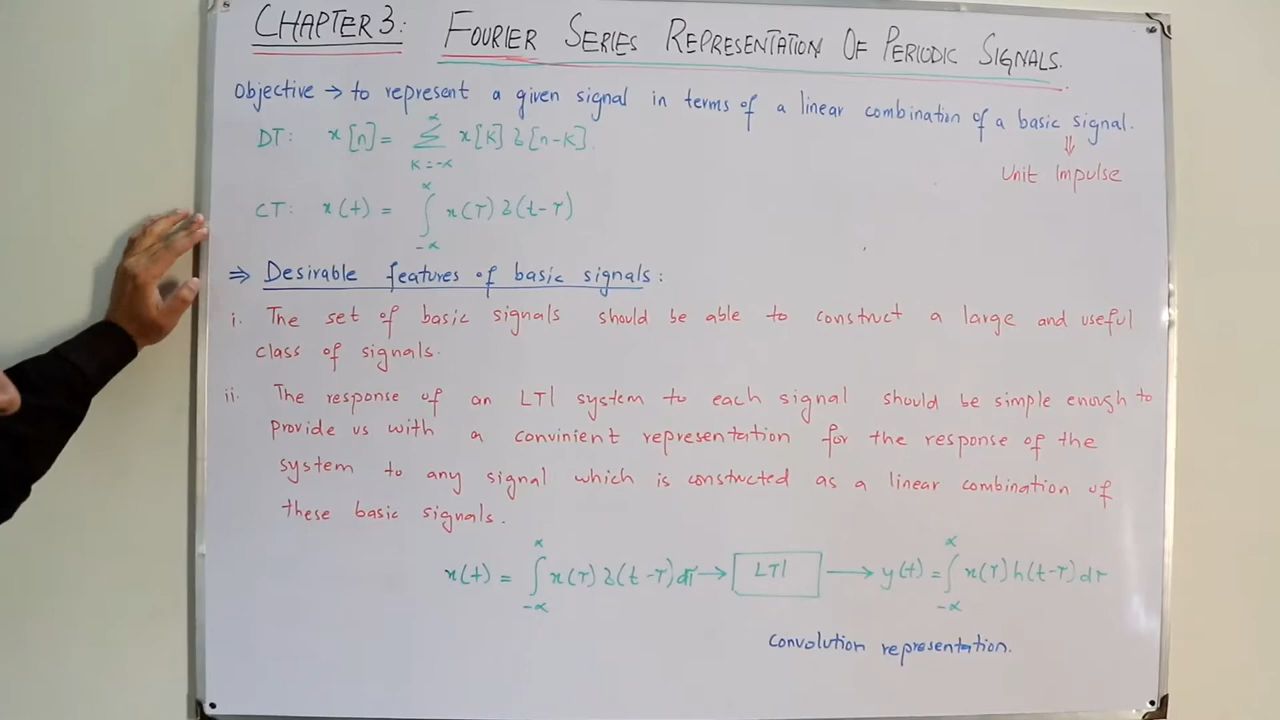 CHAPTER 3: FOURIER SERIES REPRESENTATION OF PERIODIC SIGNALS.
Objective → to represent a given signal in terms of a linear combination of a basic signal.
⇓
Unit Impulse
DT: x[n] = ∑ k=-∞ ∞ x[k] δ[n-k].
CT: x(t) = ∫ -∞ ∞ x(τ) δ(t-τ)
⇒ Desirable features of basic signals:
i. The set of basic signals should be able to construct a large and useful
class of signals.
ii. The response of an LTI system to each signal should be simple enough to
provide us with a convinient representation for the response of the
system to any signal which is constructed as a linear combination of
these basic signals.
x(t) = ∫ -∞ ∞ x(τ) δ(t-τ) dτ → LTI → y(t) = ∫ -∞ ∞ x(τ) h(t-τ) dτ
Convolution representation.